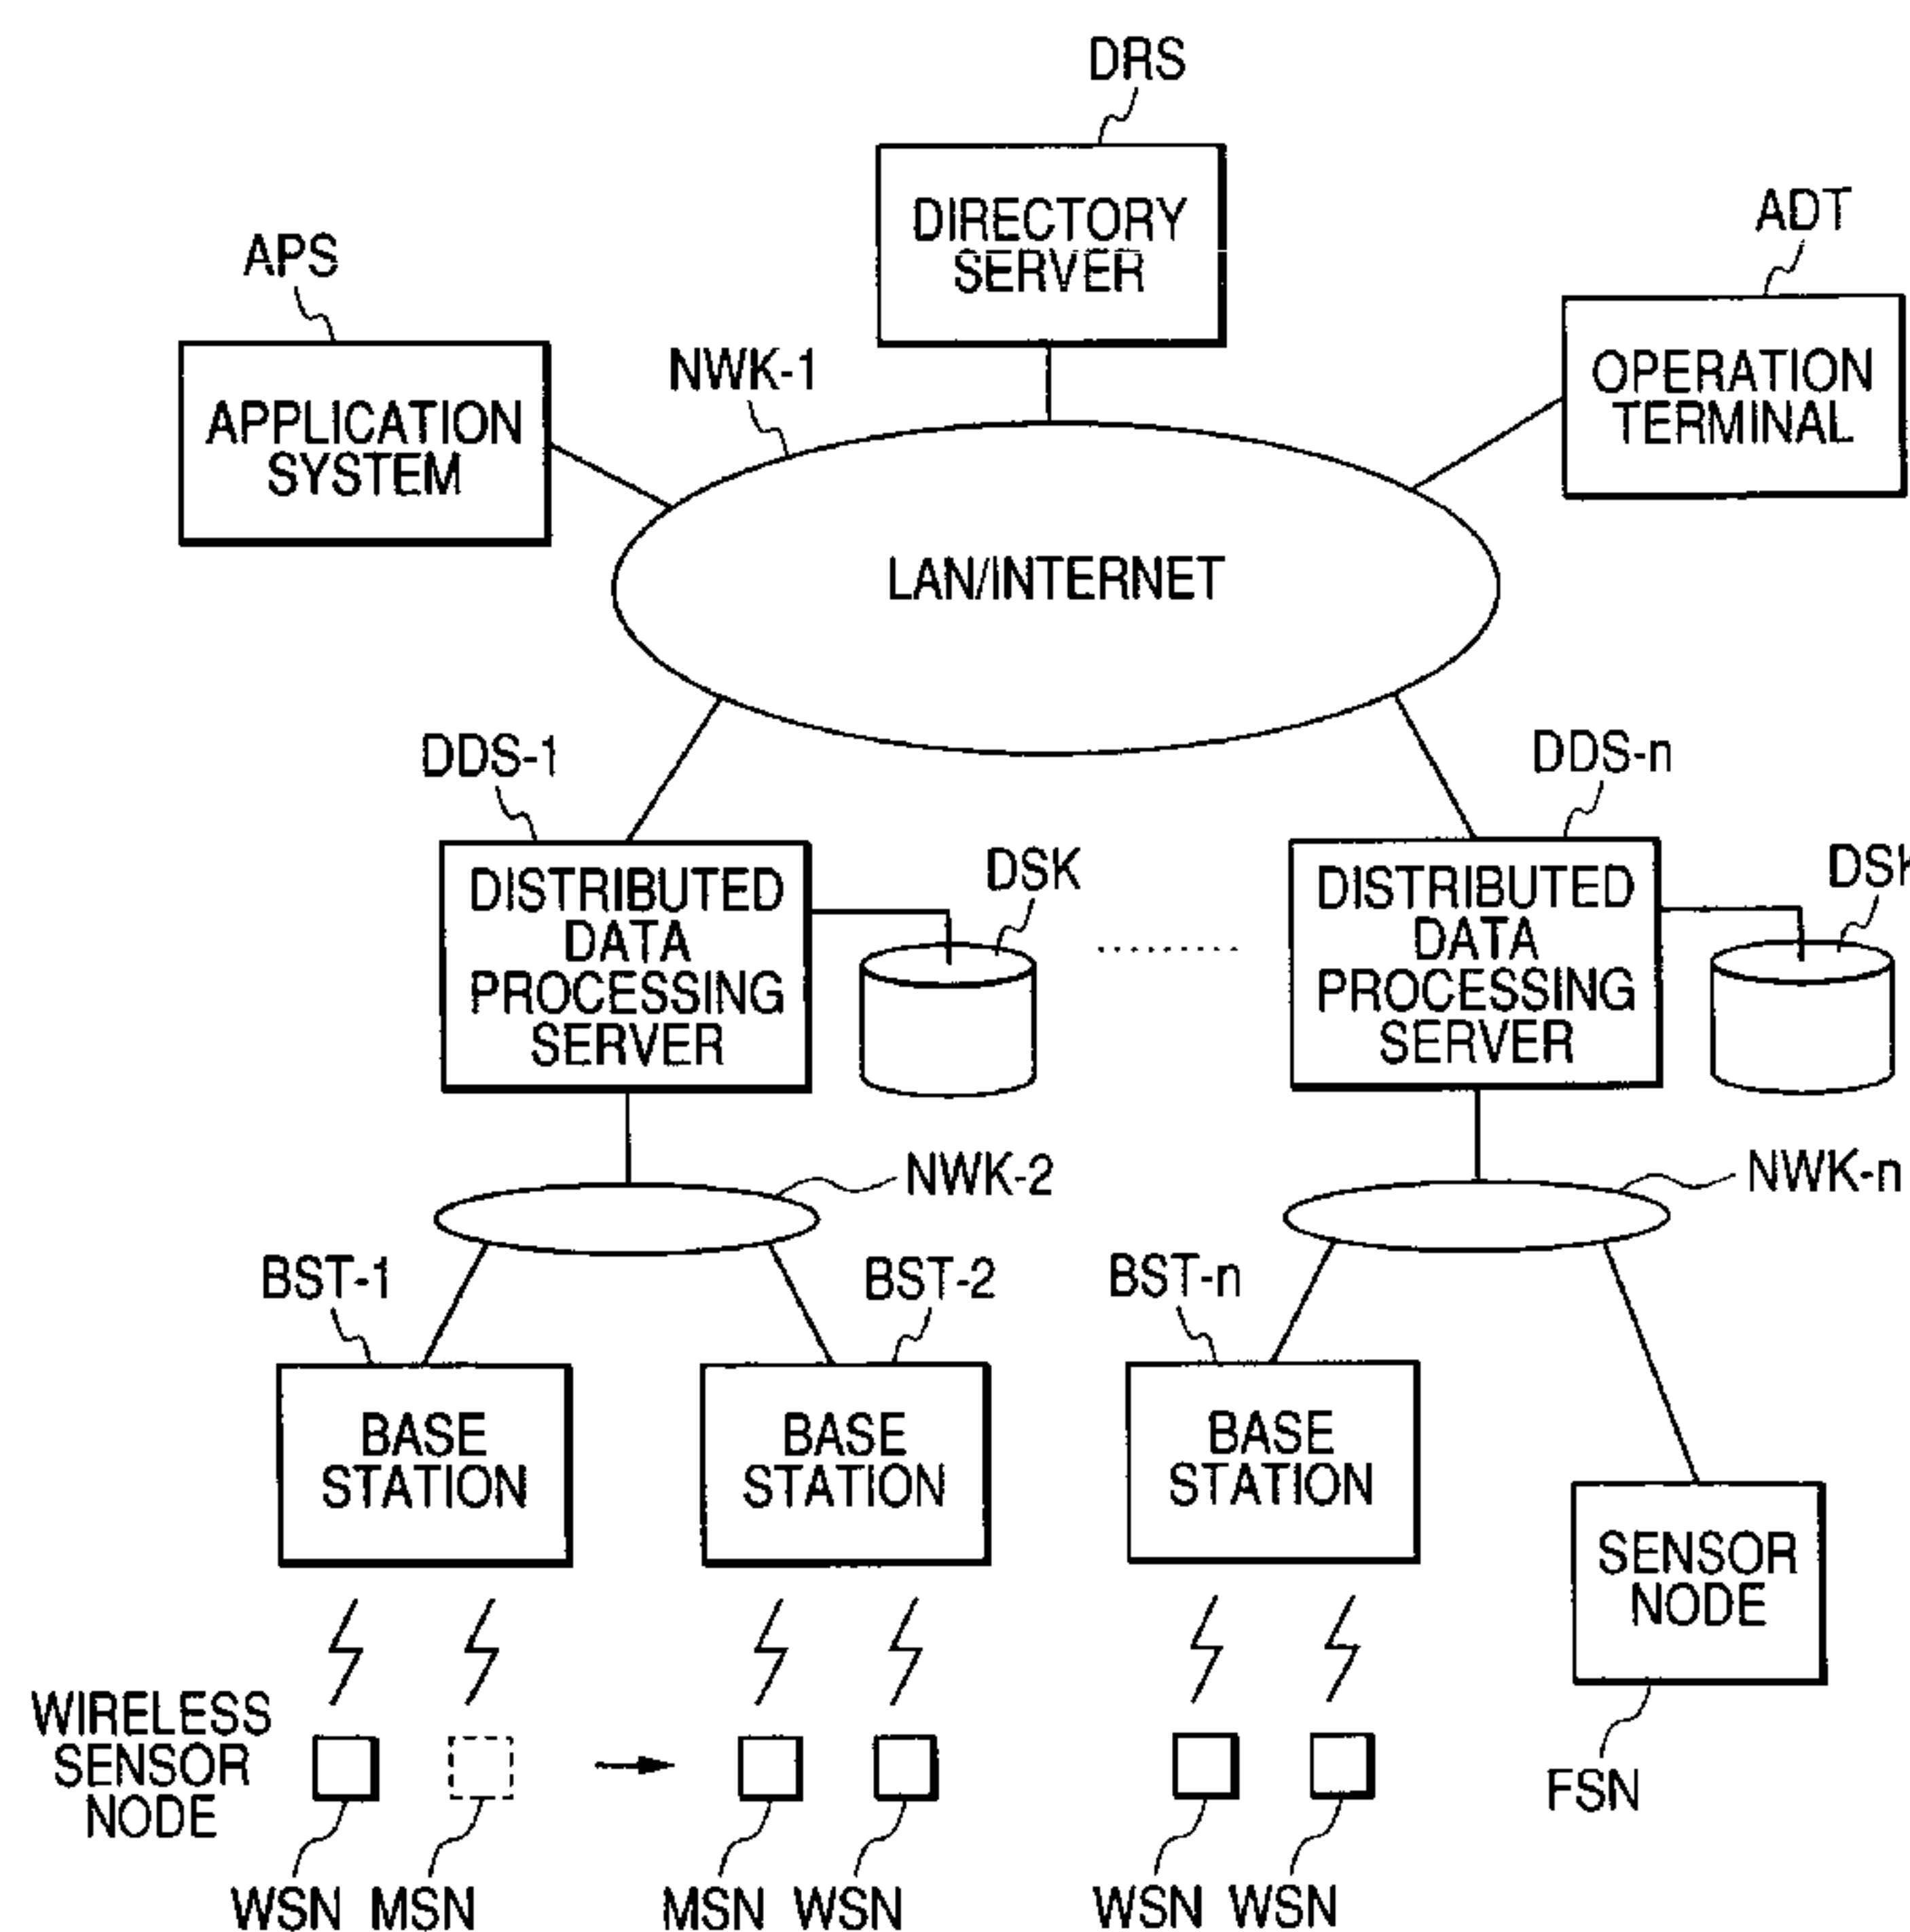 DRS
DIRECTORY
SERVER
ADT
OPERATION
TERMINAL
APS
APPLICATION
SYSTEM
NWK-1
LAN/INTERNET
DDS-1
DISTRIBUTED
DATA
PROCESSING
SERVER
DSK
DDS-n
DISTRIBUTED
DATA
PROCESSING
SERVER
DSK
NWK-2
NWK-n
BST-1
BASE
STATION
BST-2
BASE
STATION
BST-n
BASE
STATION
SENSOR
NODE
FSN
WIRELESS
SENSOR
NODE
WSN
MSN
MSN
WSN
WSN
WSN